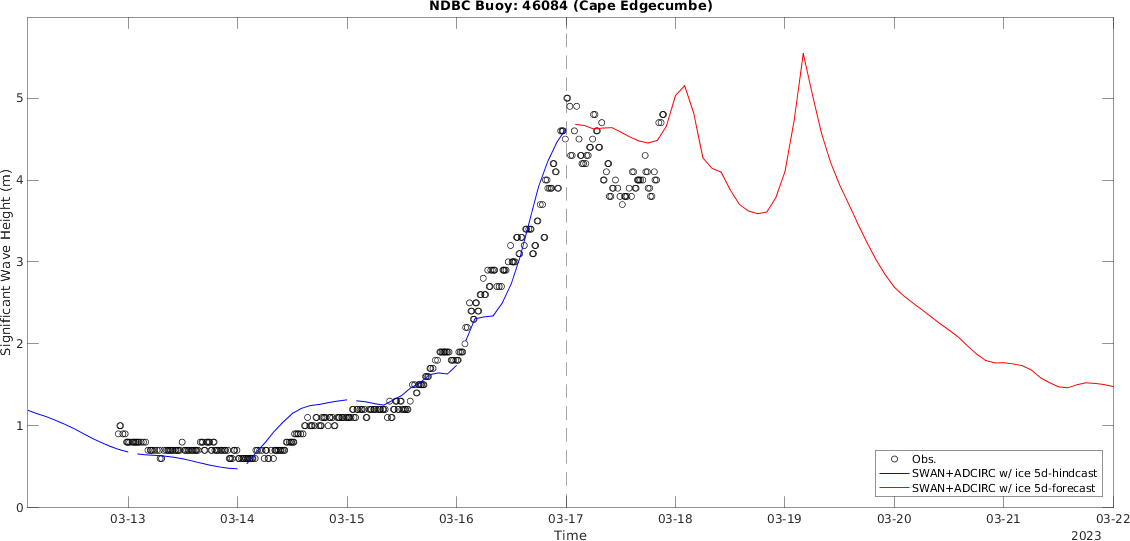 NDBC Buoy: 46084 (Cape Edgecumbe)
Significant Wave Height (m)
5
4
3
2
1
0
Obs.
SWAN+ADCIRC w/ ice 5d-hindcast
SWAN+ADCIRC w/ ice 5d-forecast
03-13 03-14 03-15 03-16 03-17 03-18 03-19 03-20 03-21 03-22
Time
2023